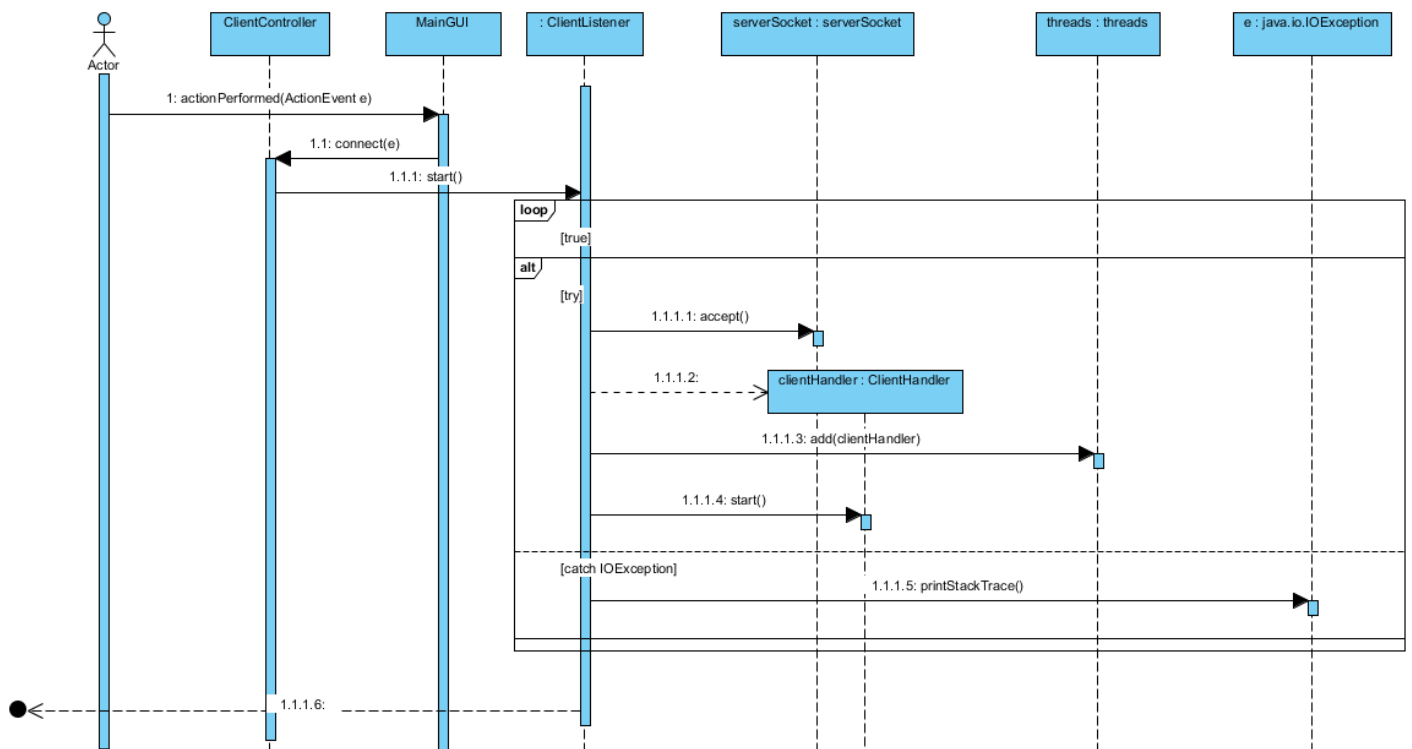 ClientController
MainGUI
: ClientListener
serverSocket : serverSocket
threads : threads
e : java.io.IOException
Actor
1: actionPerformed(ActionEvent e)
1.1: connect(e)
1.1.1: start()
loop
[true]
alt
[try]
1.1.1.1: accept()
1.1.1.2:
clientHandler : ClientHandler
1.1.1.3: add(clientHandler)
1.1.1.4: start()
[catch IOException]
1.1.1.5: printStackTrace()
1.1.1.6: